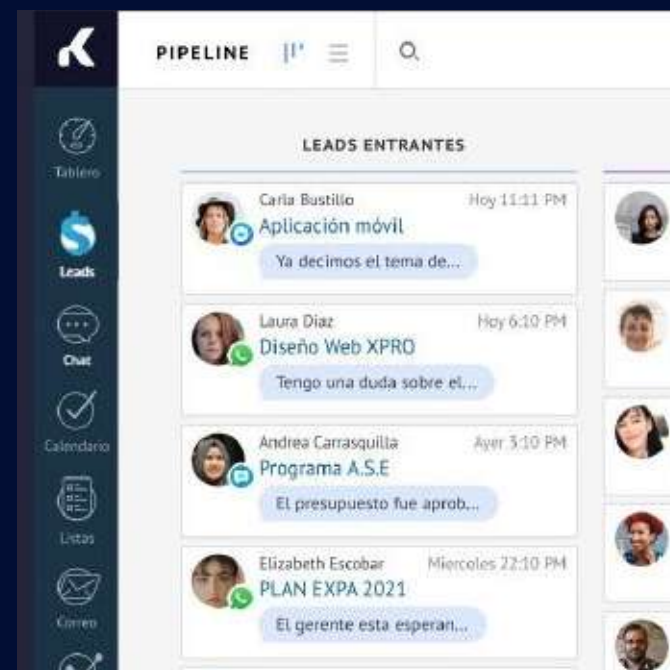 PIPELINE
LEADS ENTRANTES
Tablero
Leads
Chat
Calendario
Listas
Correo
Carla Bustillo Hoy 11:11 PM
Aplicación móvil
Ya decimos el tema de...
Laura Diaz Hoy 6:10 PM
Diseño Web XPRO
Tengo una duda sobre el...
Andrea Carrasquilla Ayer 3:10 PM
Programa A.S.E
El presupuesto fue aprob...
Elizabeth Escobar Miercoles 22:10 PM
PLAN EXPA 2021
El gerente esta esperan...